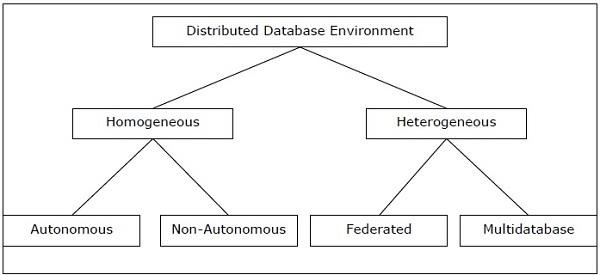 Distributed Database Environment
Homogeneous
Heterogeneous
Autonomous
Non-Autonomous
Federated
Multidatabase